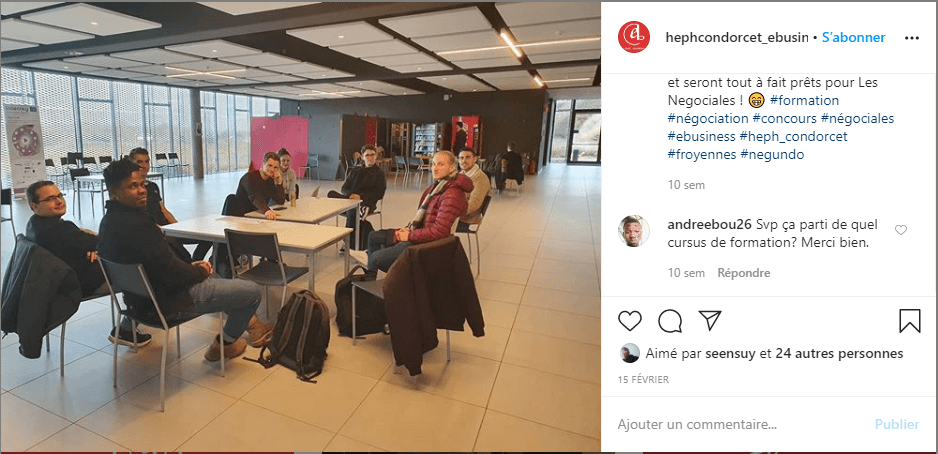 hephcondorcet_ebusin • S'abonner
et seront tout à fait prêts pour Les
Negociales ! 😁 #formation
#négociation #concours #négociales
#ebusiness #heph_condorcet
#froyennes #negundo
10 sem
andreebou26 Svp ça parti de quel
cursus de formation? Merci bien.
10 sem Répondre
Aimé par seensuy et 24 autres personnes
15 FÉVRIER
Ajouter un commentaire... Publier